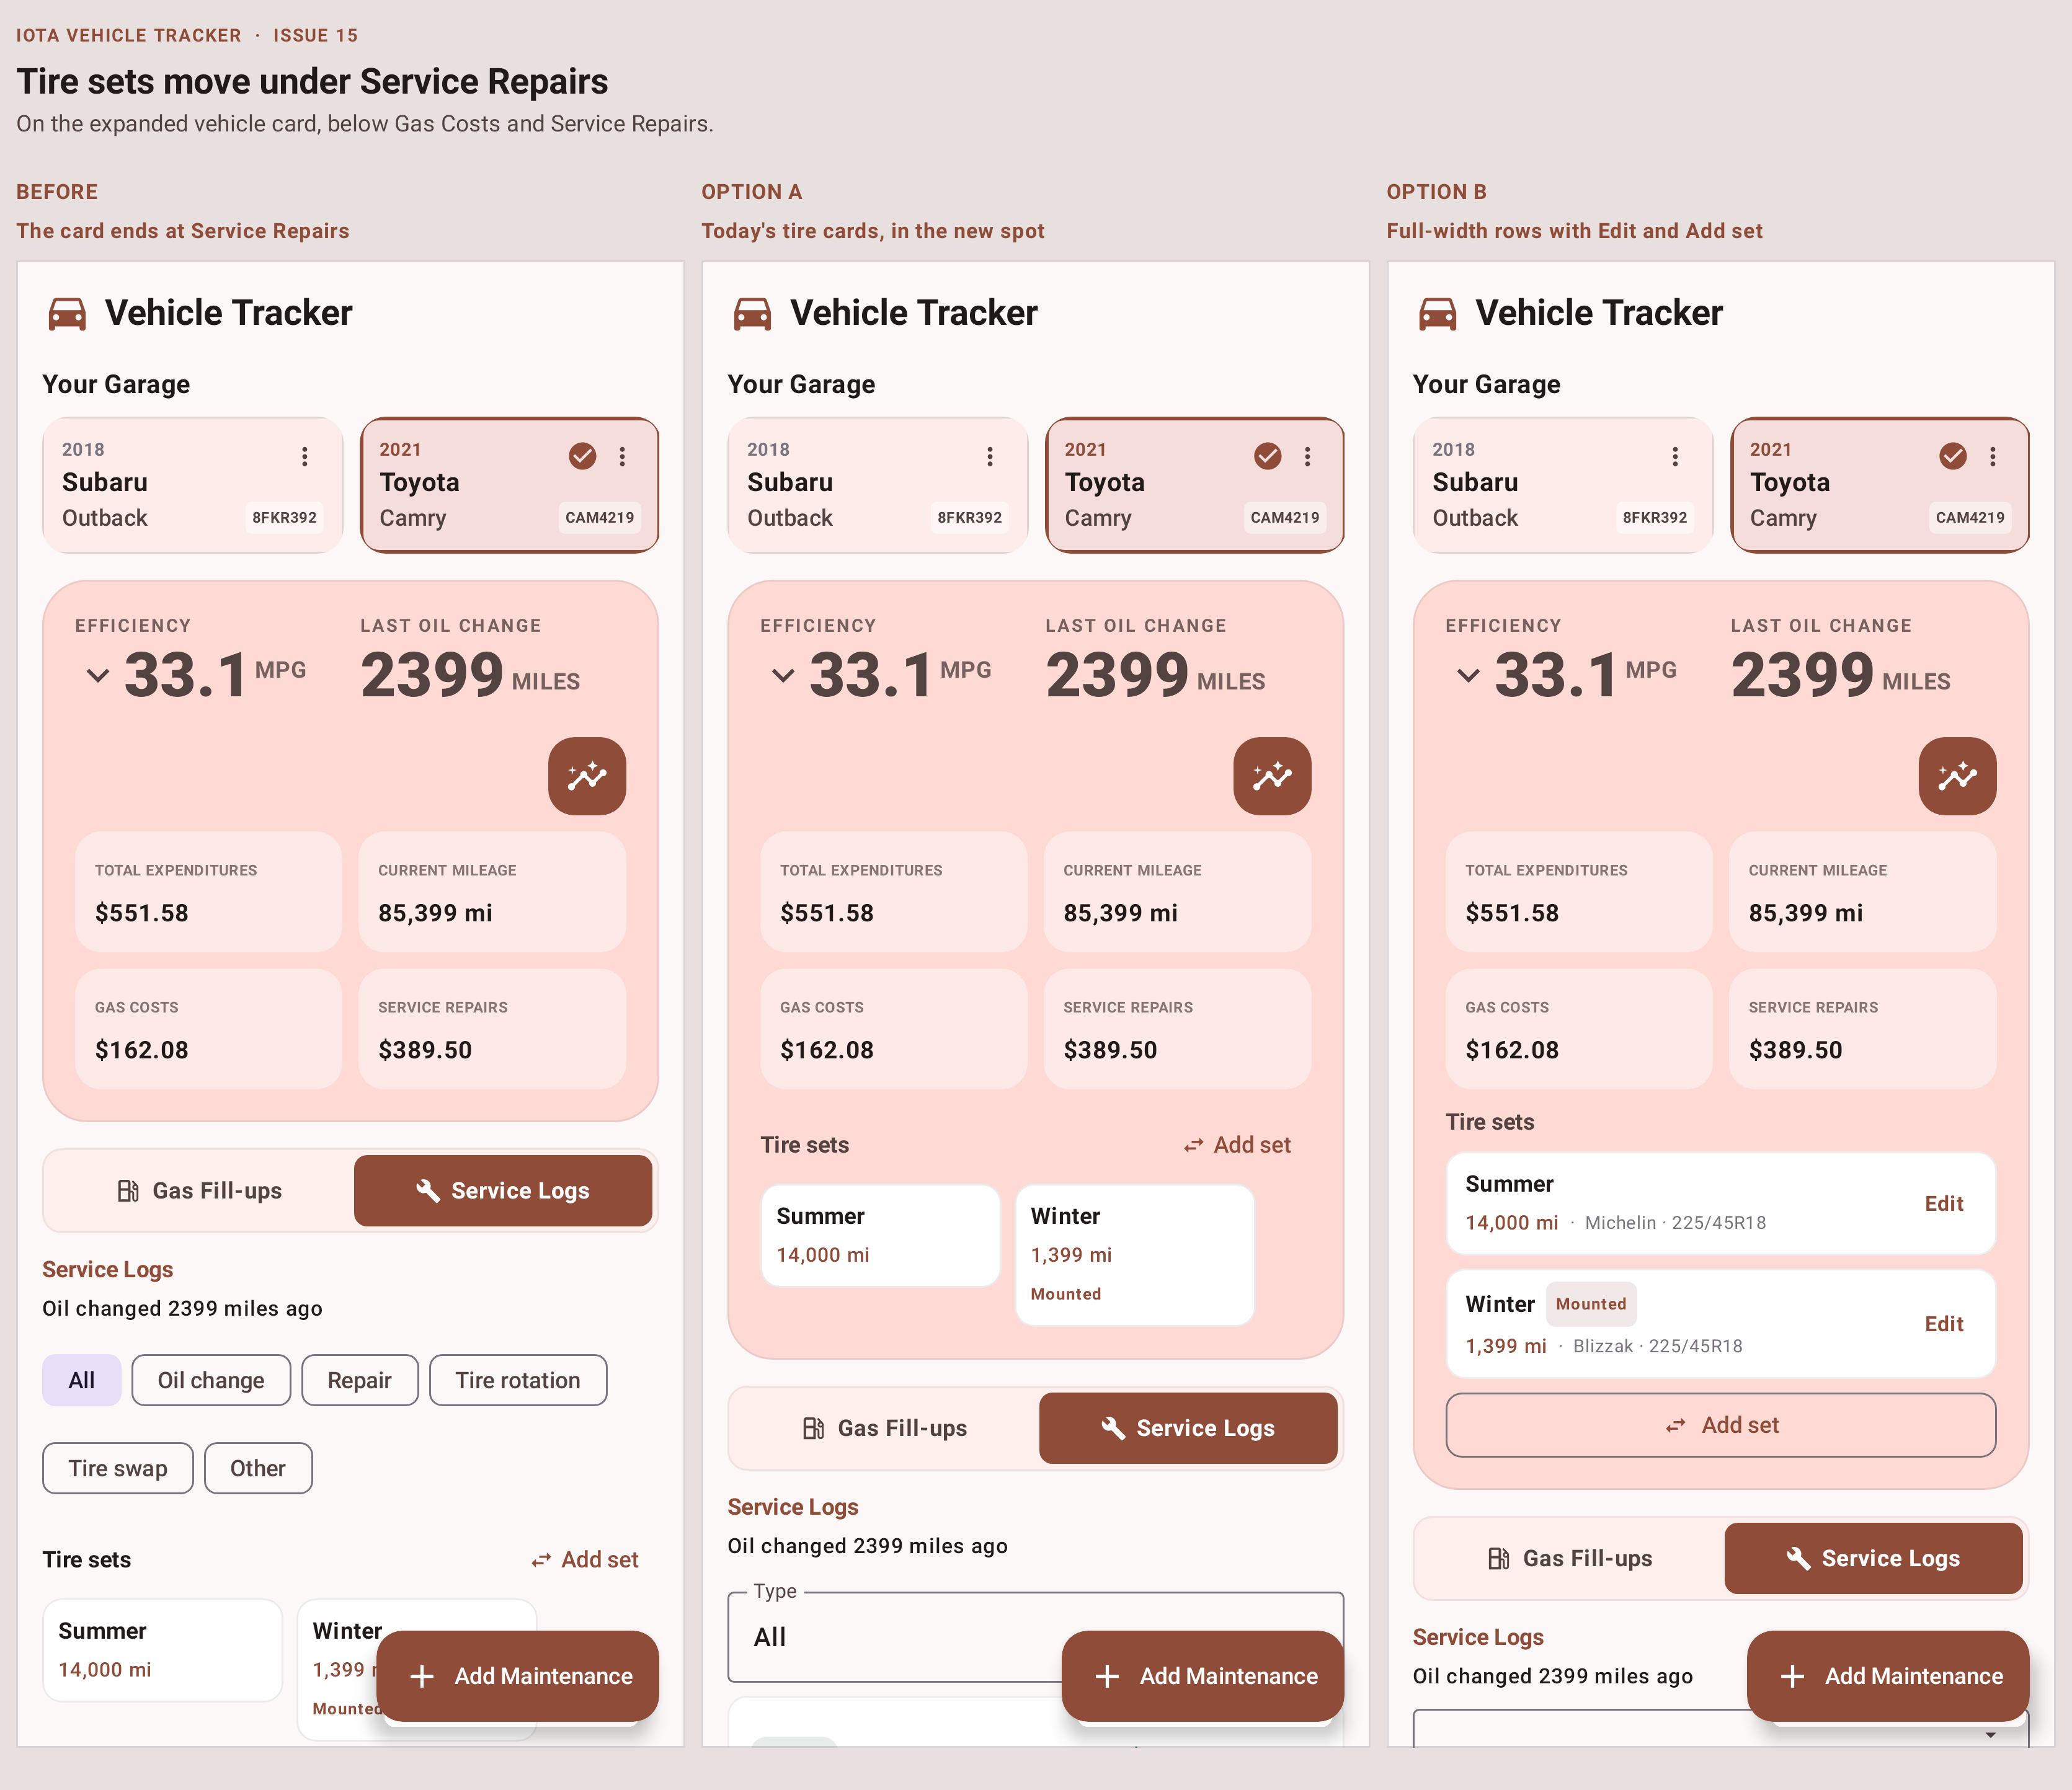 IOTA VEHICLE TRACKER · ISSUE 15
Tire sets move under Service Repairs
On the expanded vehicle card, below Gas Costs and Service Repairs.
BEFORE
The card ends at Service Repairs
Vehicle Tracker
Your Garage
2018
Subaru
Outback
8FKR392
2021
Toyota
Camry
CAM4219
EFFICIENCY
33.1 MPG
LAST OIL CHANGE
2399 MILES
TOTAL EXPENDITURES
$551.58
CURRENT MILEAGE
85,399 mi
GAS COSTS
$162.08
SERVICE REPAIRS
$389.50
Gas Fill-ups
Service Logs
Service Logs
Oil changed 2399 miles ago
All
Oil change
Repair
Tire rotation
Tire swap
Other
Tire sets
Add set
Summer
14,000 mi
Winter
1,399
Mounted
Add Maintenance
OPTION A
Today's tire cards, in the new spot
Vehicle Tracker
Your Garage
2018
Subaru
Outback
8FKR392
2021
Toyota
Camry
CAM4219
EFFICIENCY
33.1 MPG
LAST OIL CHANGE
2399 MILES
TOTAL EXPENDITURES
$551.58
CURRENT MILEAGE
85,399 mi
GAS COSTS
$162.08
SERVICE REPAIRS
$389.50
Tire sets
Add set
Summer
14,000 mi
Winter
1,399 mi
Mounted
Gas Fill-ups
Service Logs
Service Logs
Oil changed 2399 miles ago
Type
All
Add Maintenance
OPTION B
Full-width rows with Edit and Add set
Vehicle Tracker
Your Garage
2018
Subaru
Outback
8FKR392
2021
Toyota
Camry
CAM4219
EFFICIENCY
33.1 MPG
LAST OIL CHANGE
2399 MILES
TOTAL EXPENDITURES
$551.58
CURRENT MILEAGE
85,399 mi
GAS COSTS
$162.08
SERVICE REPAIRS
$389.50
Tire sets
Summer
14,000 mi · Michelin · 225/45R18
Edit
Winter
Mounted
1,399 mi · Blizzak · 225/45R18
Edit
Add set
Gas Fill-ups
Service Logs
Service Logs
Oil changed 2399 miles ago
Add Maintenance